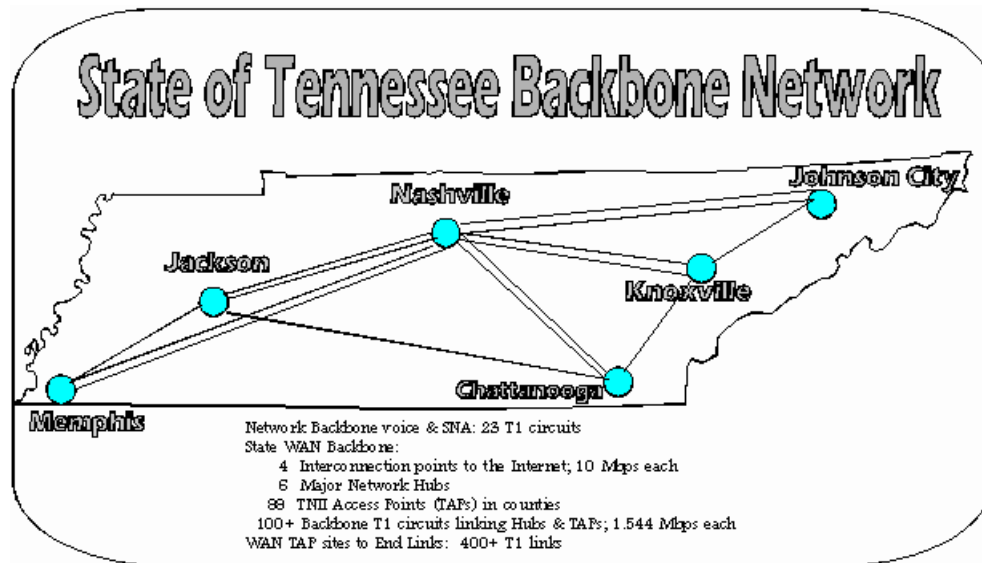 State of Tennessee Backbone Network
Johnson City
Nashville
Jackson
Knoxville
Chattanooga
Memphis
Network Backbone voice & SNA: 23 T1 circuits
State WAN Backbone:
4 Interconnection points to the Internet; 10 Mbps each
6 Major Network Hubs
88 TNII Access Points (TAPs) in counties
100+ Backbone T1 circuits linking Hubs & TAPs; 1.544 Mbps each
WAN TAP sites to End Links: 400+ T1 links